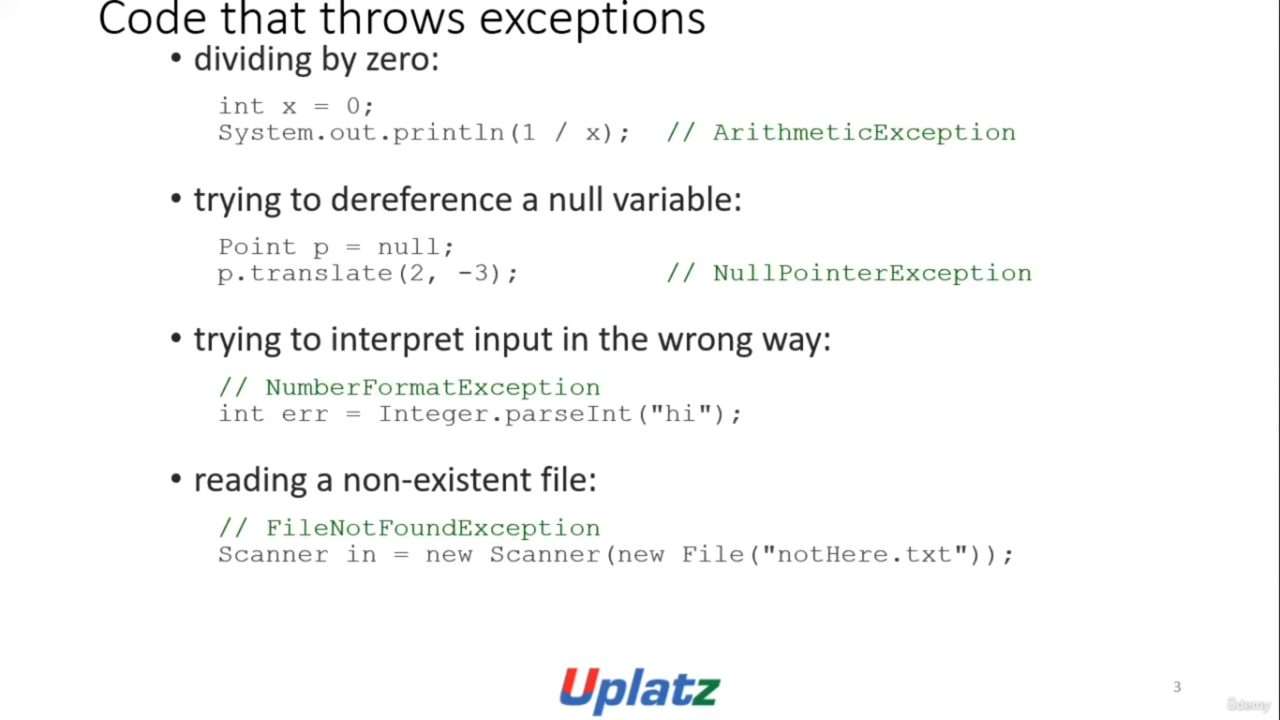 Code that throws exceptions
• dividing by zero:
int x = 0;
System.out.println(1 / x); // ArithmeticException
• trying to dereference a null variable:
Point p = null;
p.translate(2, -3); // NullPointerException
• trying to interpret input in the wrong way:
// NumberFormatException
int err = Integer.parseInt("hi");
• reading a non-existent file:
// FileNotFoundException
Scanner in = new Scanner(new File("notHere.txt"));
Uplatz
3
ûdemy